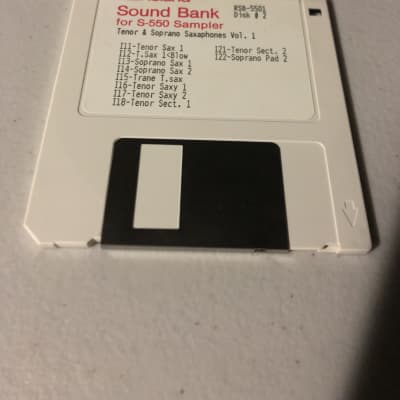 Sound Bank
for S-550 Sampler
RSB-5501
Disk # 2
Tenor & Soprano Saxaphones Vol. 1
I11-Tenor Sax 1
I12-T.Sax 1<Blow
I13-Soprano Sax 1
I14-Soprano Sax 2
I15-Trane T.sax
I16-Tenor Saxy 1
I17-Tenor Saxy 2
I18-Tenor Sect. 1
I21-Tenor Sect. 2
I22-Soprano Pad 2